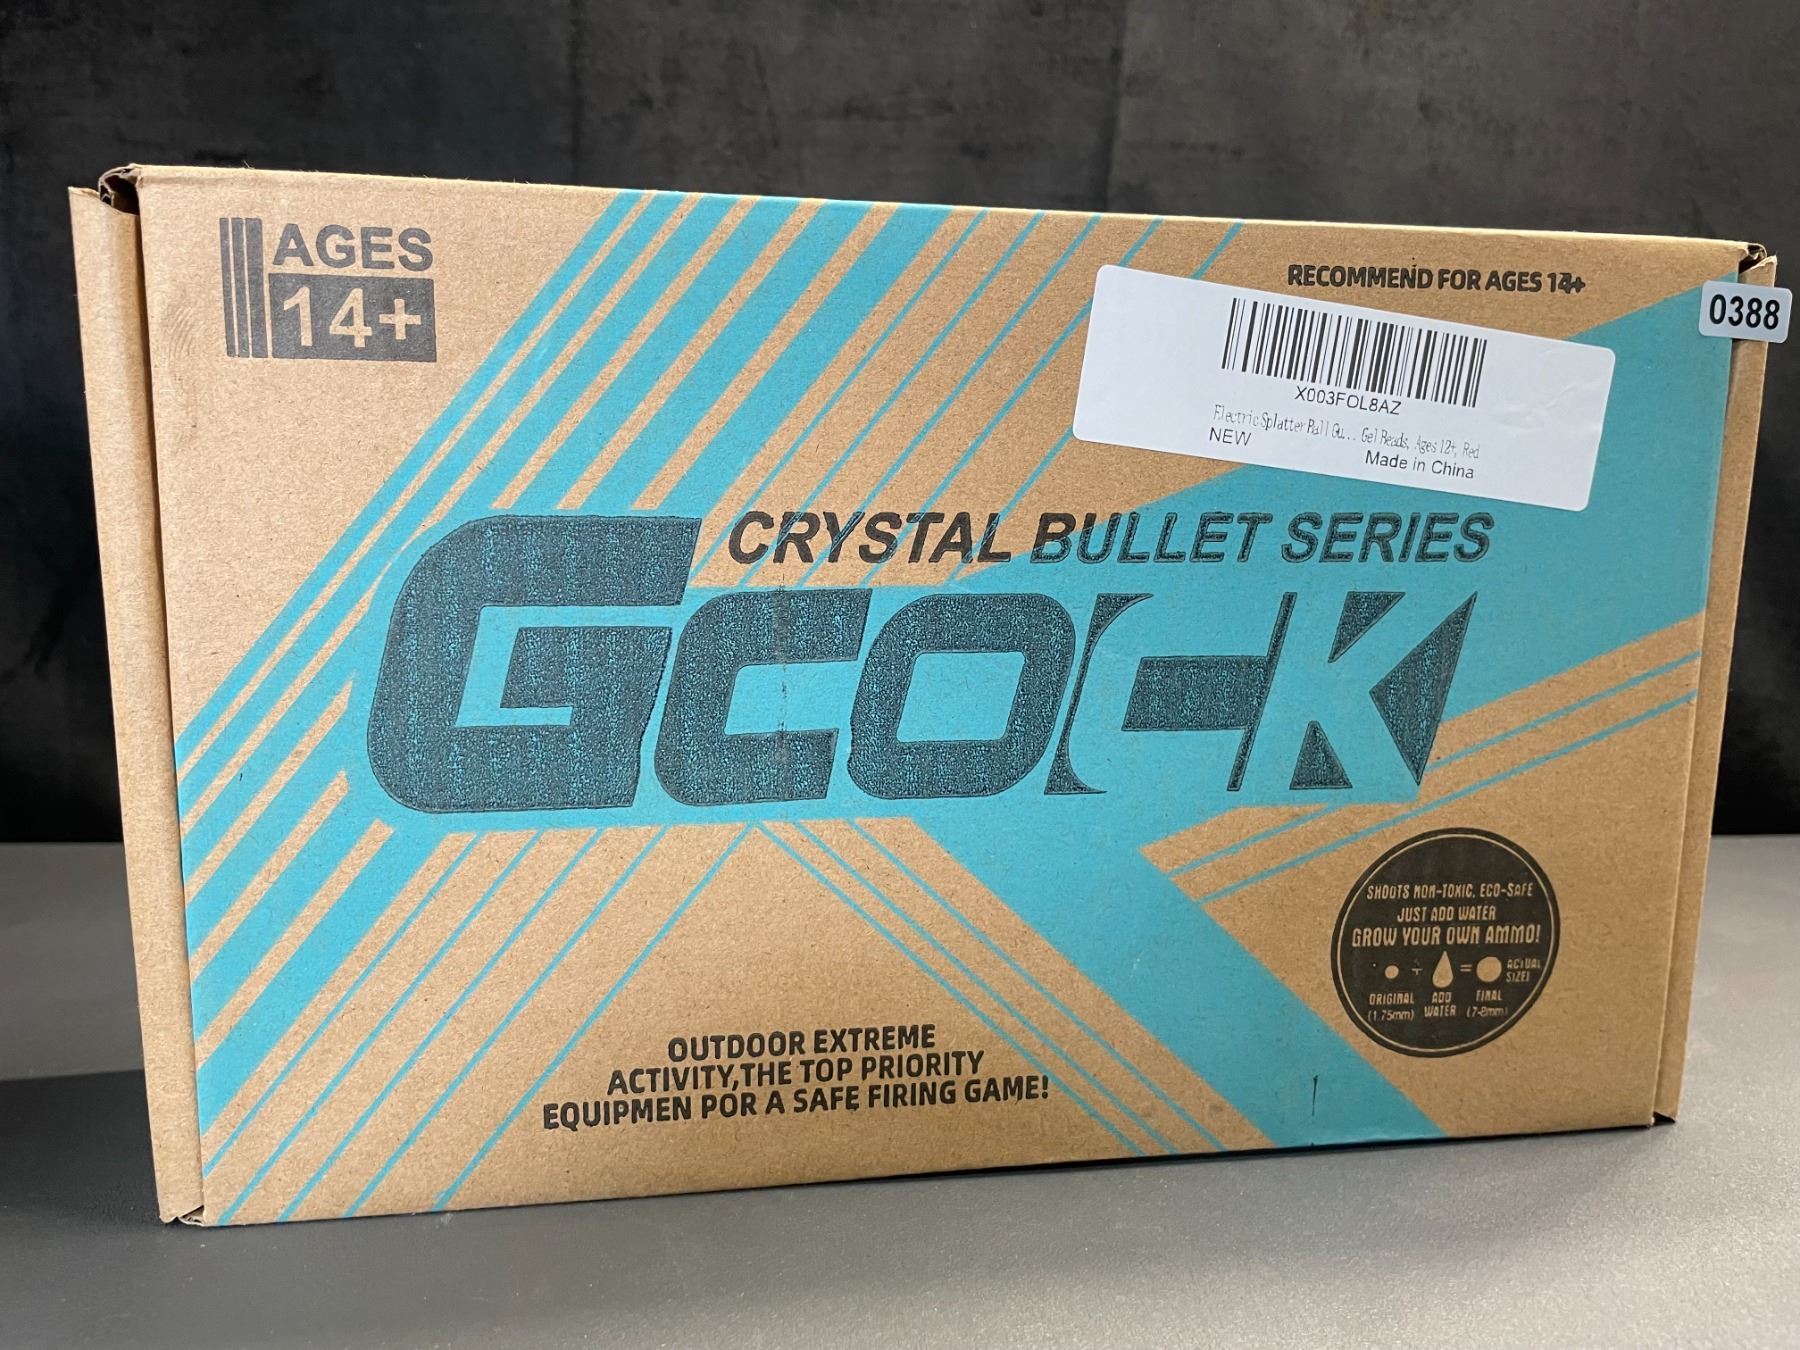 AGES
14+
RECOMMEND FOR AGES 14+
0388
X003FOL8AZ
Electric Splatter Ball Gu... Gel Beads, Ages 12+, Red
NEW
Made in China
CRYSTAL BULLET SERIES
GCOCK
SHOOTS NON-TOXIC, ECO-SAFE
JUST ADD WATER
GROW YOUR OWN AMMO!
+ = ACTUAL
SIZE!
ORIGINAL ADD FINAL
(1.75mm) WATER (7-8mm)
OUTDOOR EXTREME
ACTIVITY,THE TOP PRIORITY
EQUIPMEN POR A SAFE FIRING GAME!